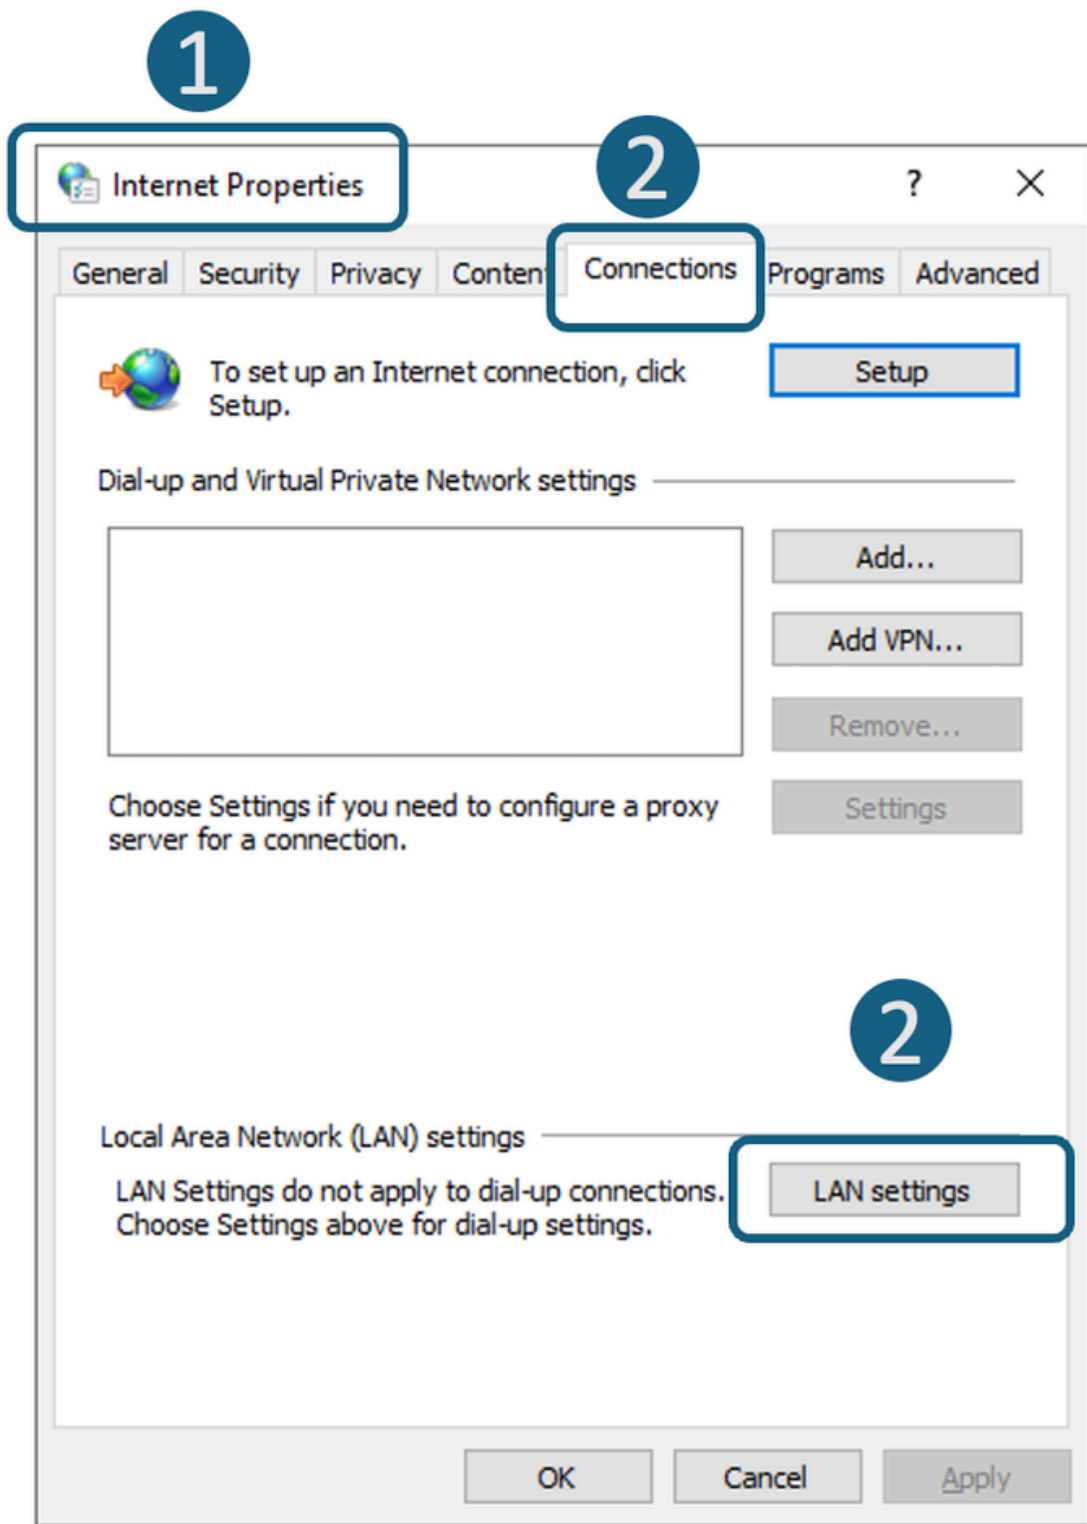 1
Internet Properties
?
2
General Security Privacy Content Connections Programs Advanced
To set up an Internet connection, click
Setup.
Setup
Dial-up and Virtual Private Network settings
Add...
Add VPN...
Remove...
Choose Settings if you need to configure a proxy
server for a connection.
Settings
2
Local Area Network (LAN) settings
LAN Settings do not apply to dial-up connections.
Choose Settings above for dial-up settings.
LAN settings
OK Cancel Apply